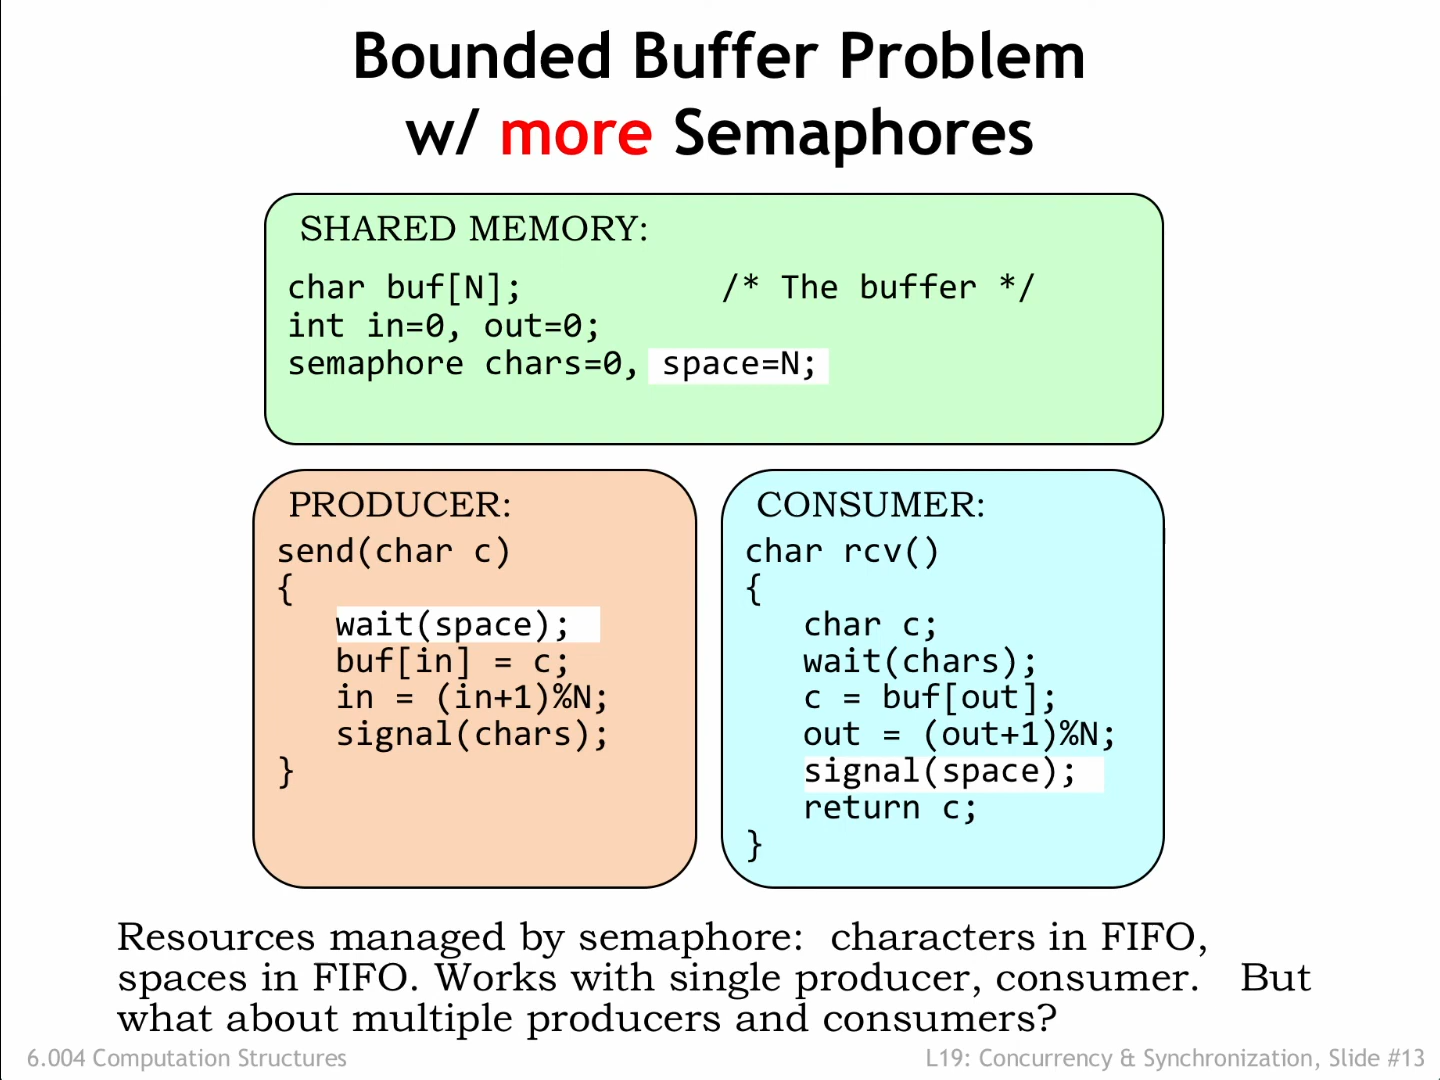 Bounded Buffer Problem
w/ more Semaphores
SHARED MEMORY:
char buf[N];          /* The buffer */
int in=0, out=0;
semaphore chars=0, space=N;
PRODUCER:
send(char c)
{
   wait(space);
   buf[in] = c;
   in = (in+1)%N;
   signal(chars);
}
CONSUMER:
char rcv()
{
   char c;
   wait(chars);
   c = buf[out];
   out = (out+1)%N;
   signal(space);
   return c;
}
Resources managed by semaphore:  characters in FIFO,
spaces in FIFO. Works with single producer, consumer.   But
what about multiple producers and consumers?
6.004 Computation Structures
L19: Concurrency & Synchronization, Slide #13